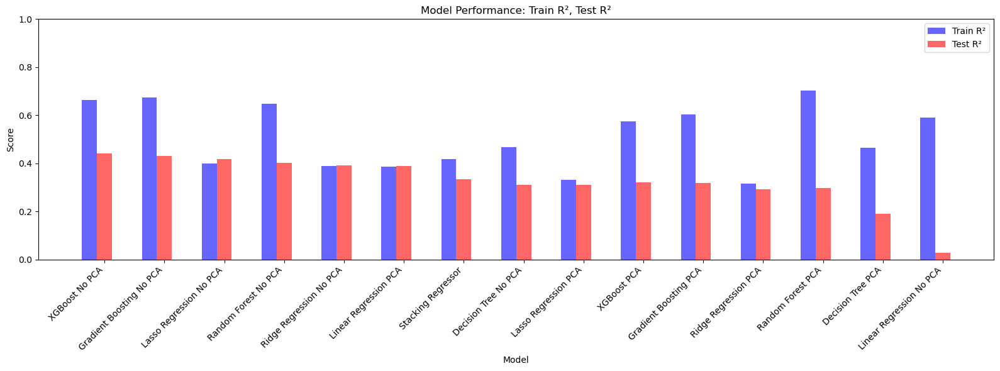 Model Performance: Train R², Test R²
Train R²
Test R²
Score
1.0
0.8
0.6
0.4
0.2
0.0
XGBoost No PCA
Gradient Boosting No PCA
Lasso Regression No PCA
Random Forest No PCA
Ridge Regression No PCA
Linear Regression PCA
Stacking Regressor
Decision Tree No PCA
Lasso Regression PCA
XGBoost PCA
Gradient Boosting PCA
Ridge Regression PCA
Random Forest PCA
Decision Tree PCA
Linear Regression No PCA
Model